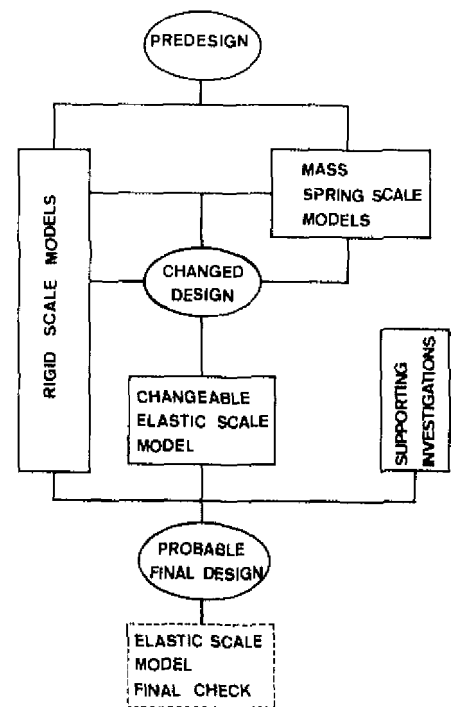 PREDESIGN
RIGID SCALE MODELS
MASS
SPRING SCALE
MODELS
CHANGED
DESIGN
CHANGEABLE
ELASTIC SCALE
MODEL
SUPPORTING
INVESTIGATIONS
PROBABLE
FINAL DESIGN
ELASTIC SCALE
MODEL
FINAL CHECK